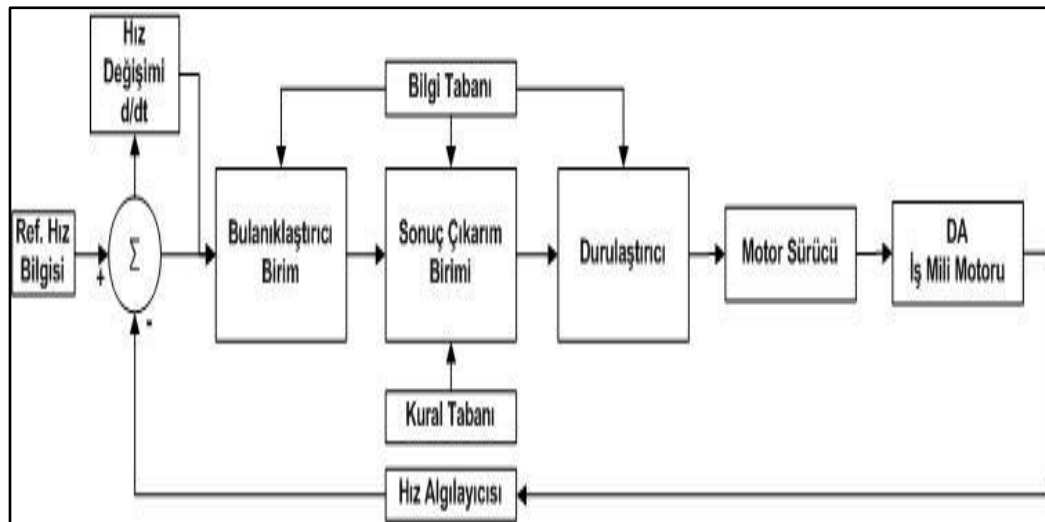 Hız
Değişimi
d/dt
Bilgi Tabanı
Ref. Hız
Bilgisi
+
Σ
-
Bulanıklaştırıcı
Birim
Sonuç Çıkarım
Birimi
Durulaştırıcı
Motor Sürücü
DA
İş Mili Motoru
Kural Tabanı
Hız Algılayıcısı